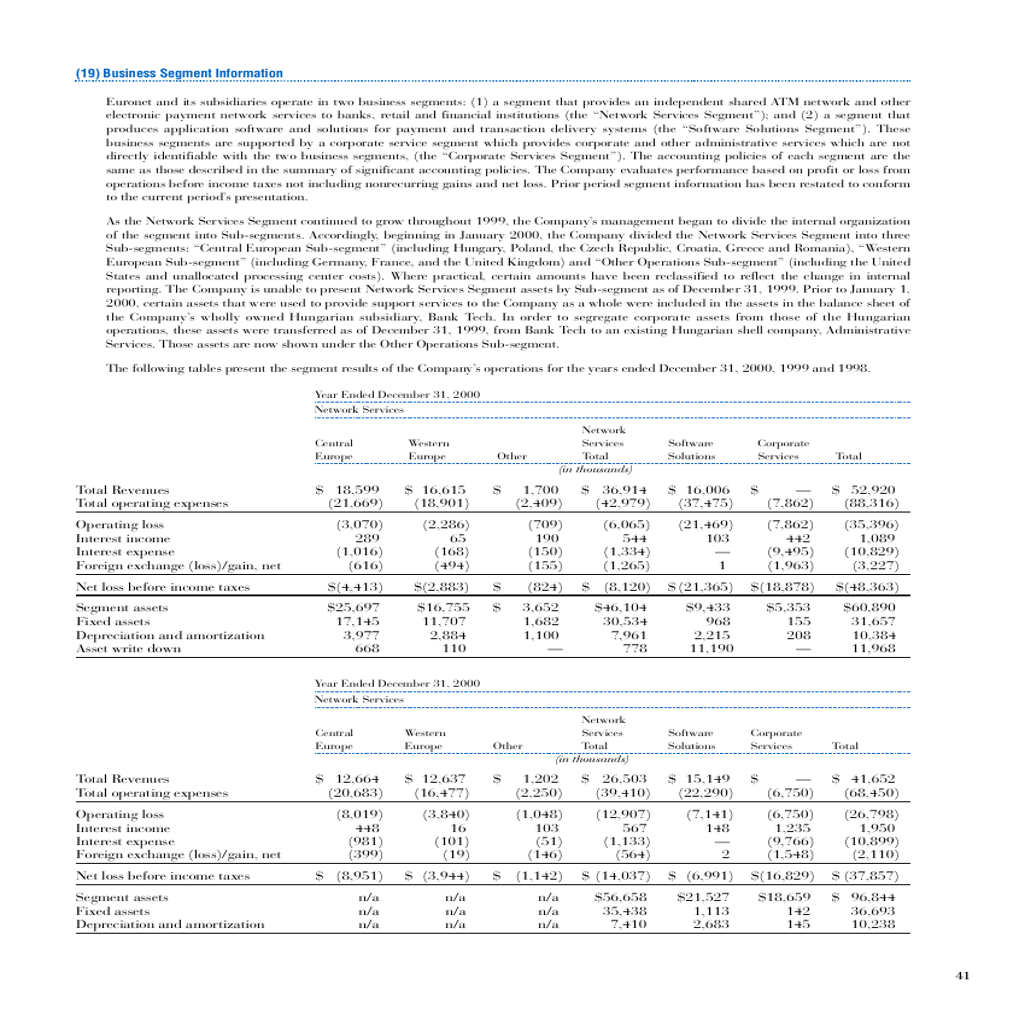 (19) Business Segment Information
Euronet and its subsidiaries operate in two business segments: (1) a segment that provides an independent shared ATM network and other
electronic payment network services to banks, retail and financial institutions (the “Network Services Segment”); and (2) a segment that
produces application software and solutions for payment and transaction delivery systems (the “Software Solutions Segment”). These
business segments are supported by a corporate service segment which provides corporate and other administrative services which are not
directly identifiable with the two business segments, (the “Corporate Services Segment”). The accounting policies of each segment are the
same as those described in the summary of significant accounting policies. The Company evaluates performance based on profit or loss from
operations before income taxes not including nonrecurring gains and net loss. Prior period segment information has been restated to conform
to the current period’s presentation.
As the Network Services Segment continued to grow throughout 1999, the Company’s management began to divide the internal organization
of the segment into Sub-segments. Accordingly, beginning in January 2000, the Company divided the Network Services Segment into three
Sub-segments: “Central European Sub-segment” (including Hungary, Poland, the Czech Republic, Croatia, Greece and Romania), “Western
European Sub-segment” (including Germany, France, and the United Kingdom) and “Other Operations Sub-segment” (including the United
States and unallocated processing center costs). Where practical, certain amounts have been reclassified to reflect the change in internal
reporting. The Company is unable to present Network Services Segment assets by Sub-segment as of December 31, 1999. Prior to January 1,
2000, certain assets that were used to provide support services to the Company as a whole were included in the assets in the balance sheet of
the Company’s wholly owned Hungarian subsidiary, Bank Tech. In order to segregate corporate assets from those of the Hungarian
operations, these assets were transferred as of December 31, 1999, from Bank Tech to an existing Hungarian shell company, Administrative
Services. Those assets are now shown under the Other Operations Sub-segment.
The following tables present the segment results of the Company’s operations for the years ended December 31, 2000, 1999 and 1998.
Year Ended December 31, 2000
Network Services
Network
Central Western Services Software Corporate
Europe Europe Other Total Solutions Services Total
(in thousands)
Total Revenues $ 18,599 $ 16,615 $ 1,700 $ 36,914 $ 16,006 $ — $ 52,920
Total operating expenses (21,669) (18,901) (2,409) (42,979) (37,475) (7,862) (88,316)
Operating loss (3,070) (2,286) (709) (6,065) (21,469) (7,862) (35,396)
Interest income 289 65 190 544 103 442 1,089
Interest expense (1,016) (168) (150) (1,334) — (9,495) (10,829)
Foreign exchange (loss)/gain, net (616) (494) (155) (1,265) 1 (1,963) (3,227)
Net loss before income taxes $(4,413) $(2,883) $ (824) $ (8,120) $ (21,365) $(18,878) $(48,363)
Segment assets $25,697 $16,755 $ 3,652 $46,104 $9,433 $5,353 $60,890
Fixed assets 17,145 11,707 1,682 30,534 968 155 31,657
Depreciation and amortization 3,977 2,884 1,100 7,961 2,215 208 10,384
Asset write down 668 110 — 778 11,190 — 11,968
Year Ended December 31, 2000
Network Services
Network
Central Western Services Software Corporate
Europe Europe Other Total Solutions Services Total
(in thousands)
Total Revenues $ 12,664 $ 12,637 $ 1,202 $ 26,503 $ 15,149 $ — $ 41,652
Total operating expenses (20,683) (16,477) (2,250) (39,410) (22,290) (6,750) (68,450)
Operating loss (8,019) (3,840) (1,048) (12,907) (7,141) (6,750) (26,798)
Interest income 448 16 103 567 148 1,235 1,950
Interest expense (981) (101) (51) (1,133) — (9,766) (10,899)
Foreign exchange (loss)/gain, net (399) (19) (146) (564) 2 (1,548) (2,110)
Net loss before income taxes $ (8,951) $ (3,944) $ (1,142) $ (14,037) $ (6,991) $(16,829) $ (37,857)
Segment assets n/a n/a n/a $56,658 $21,527 $18,659 $ 96,844
Fixed assets n/a n/a n/a 35,438 1,113 142 36,693
Depreciation and amortization n/a n/a n/a 7,410 2,683 145 10,238
41